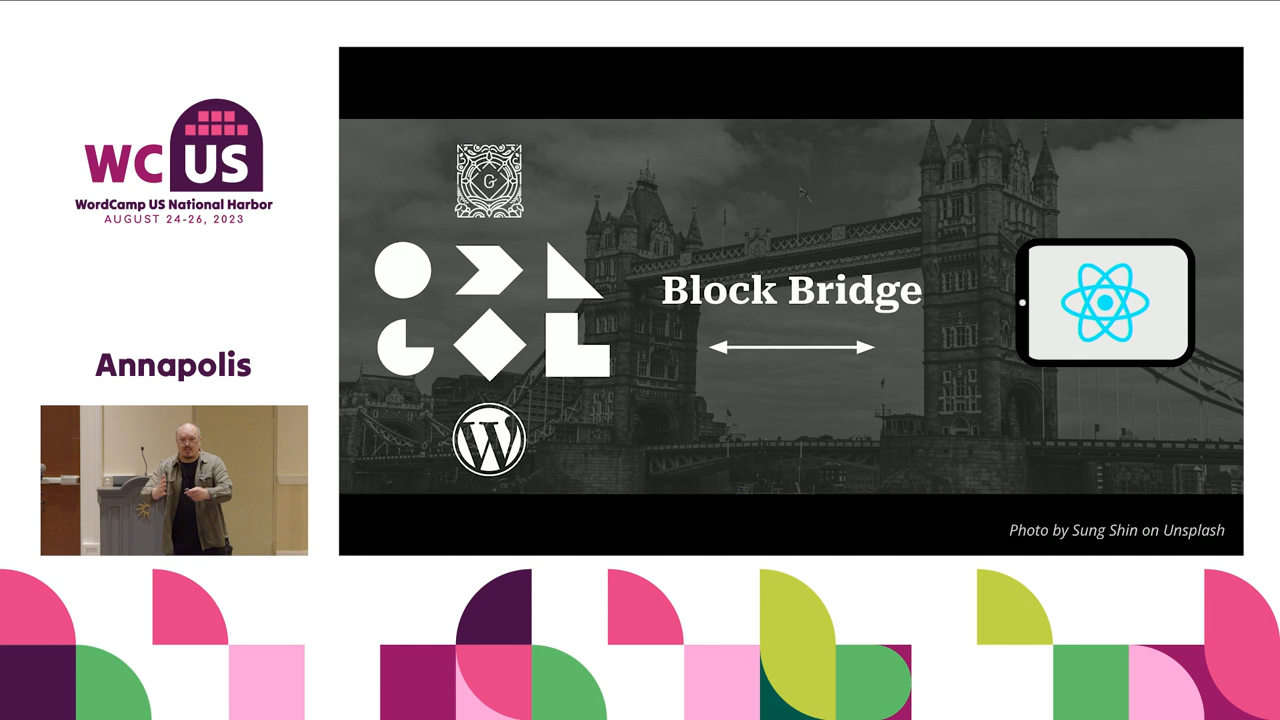 WC US
WordCamp US National Harbor
AUGUST 24-26, 2023
Annapolis
G
Block Bridge
W
Photo by Sung Shin on Unsplash